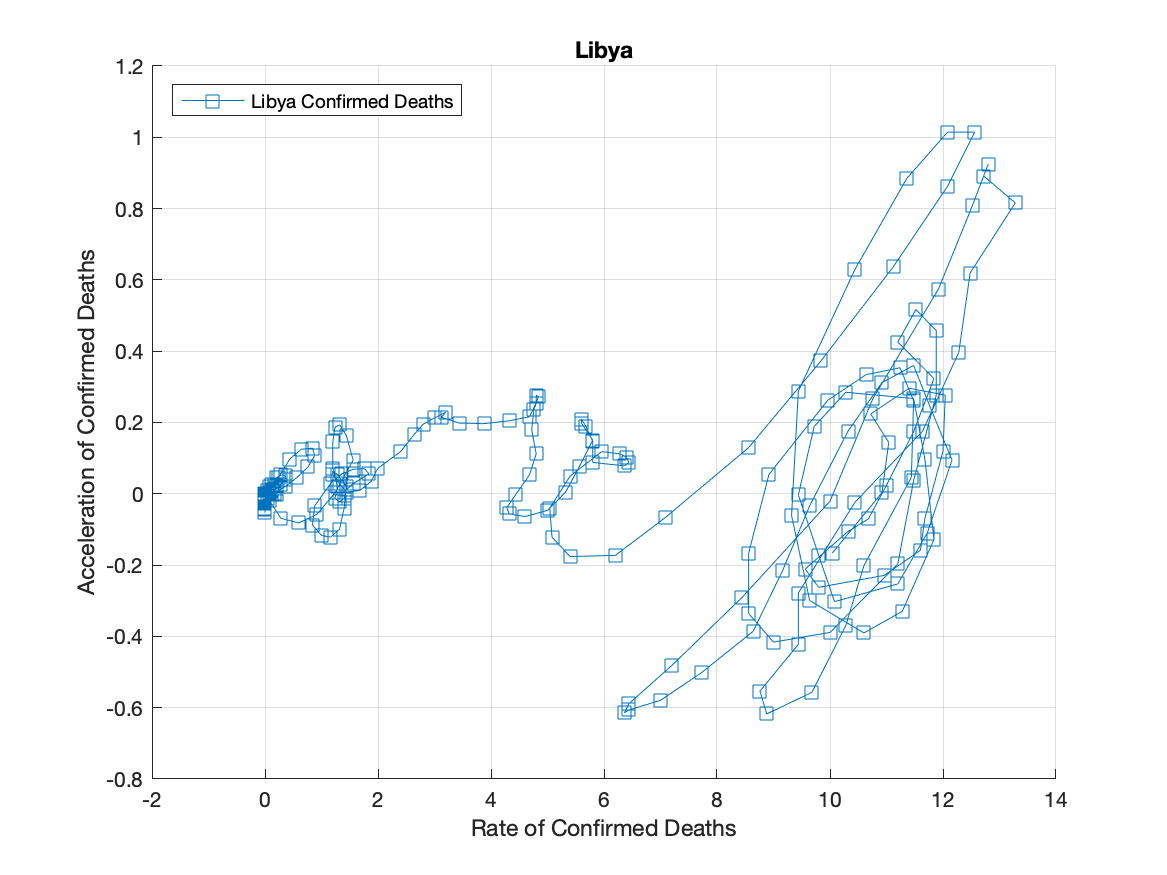 Libya
Libya Confirmed Deaths
1.2
1
0.8
0.6
0.4
0.2
0
-0.2
-0.4
-0.6
-0.8
Acceleration of Confirmed Deaths
-2 0 2 4 6 8 10 12 14
Rate of Confirmed Deaths